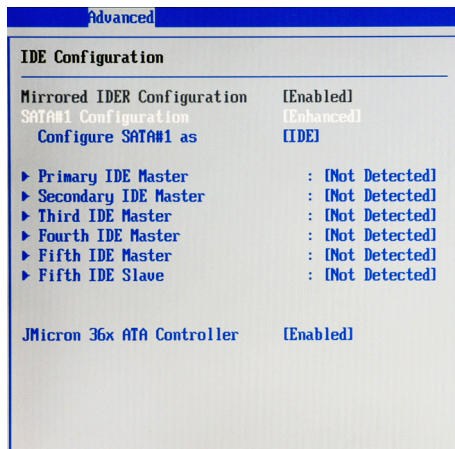 Advanced
IDE Configuration
Mirrored IDER Configuration [Enabled]
SATA#1 Configuration [Enhanced]
Configure SATA#1 as [IDE]
Primary IDE Master : [Not Detected]
Secondary IDE Master : [Not Detected]
Third IDE Master : [Not Detected]
Fourth IDE Master : [Not Detected]
Fifth IDE Master : [Not Detected]
Fifth IDE Slave : [Not Detected]
JMicron 36x ATA Controller [Enabled]